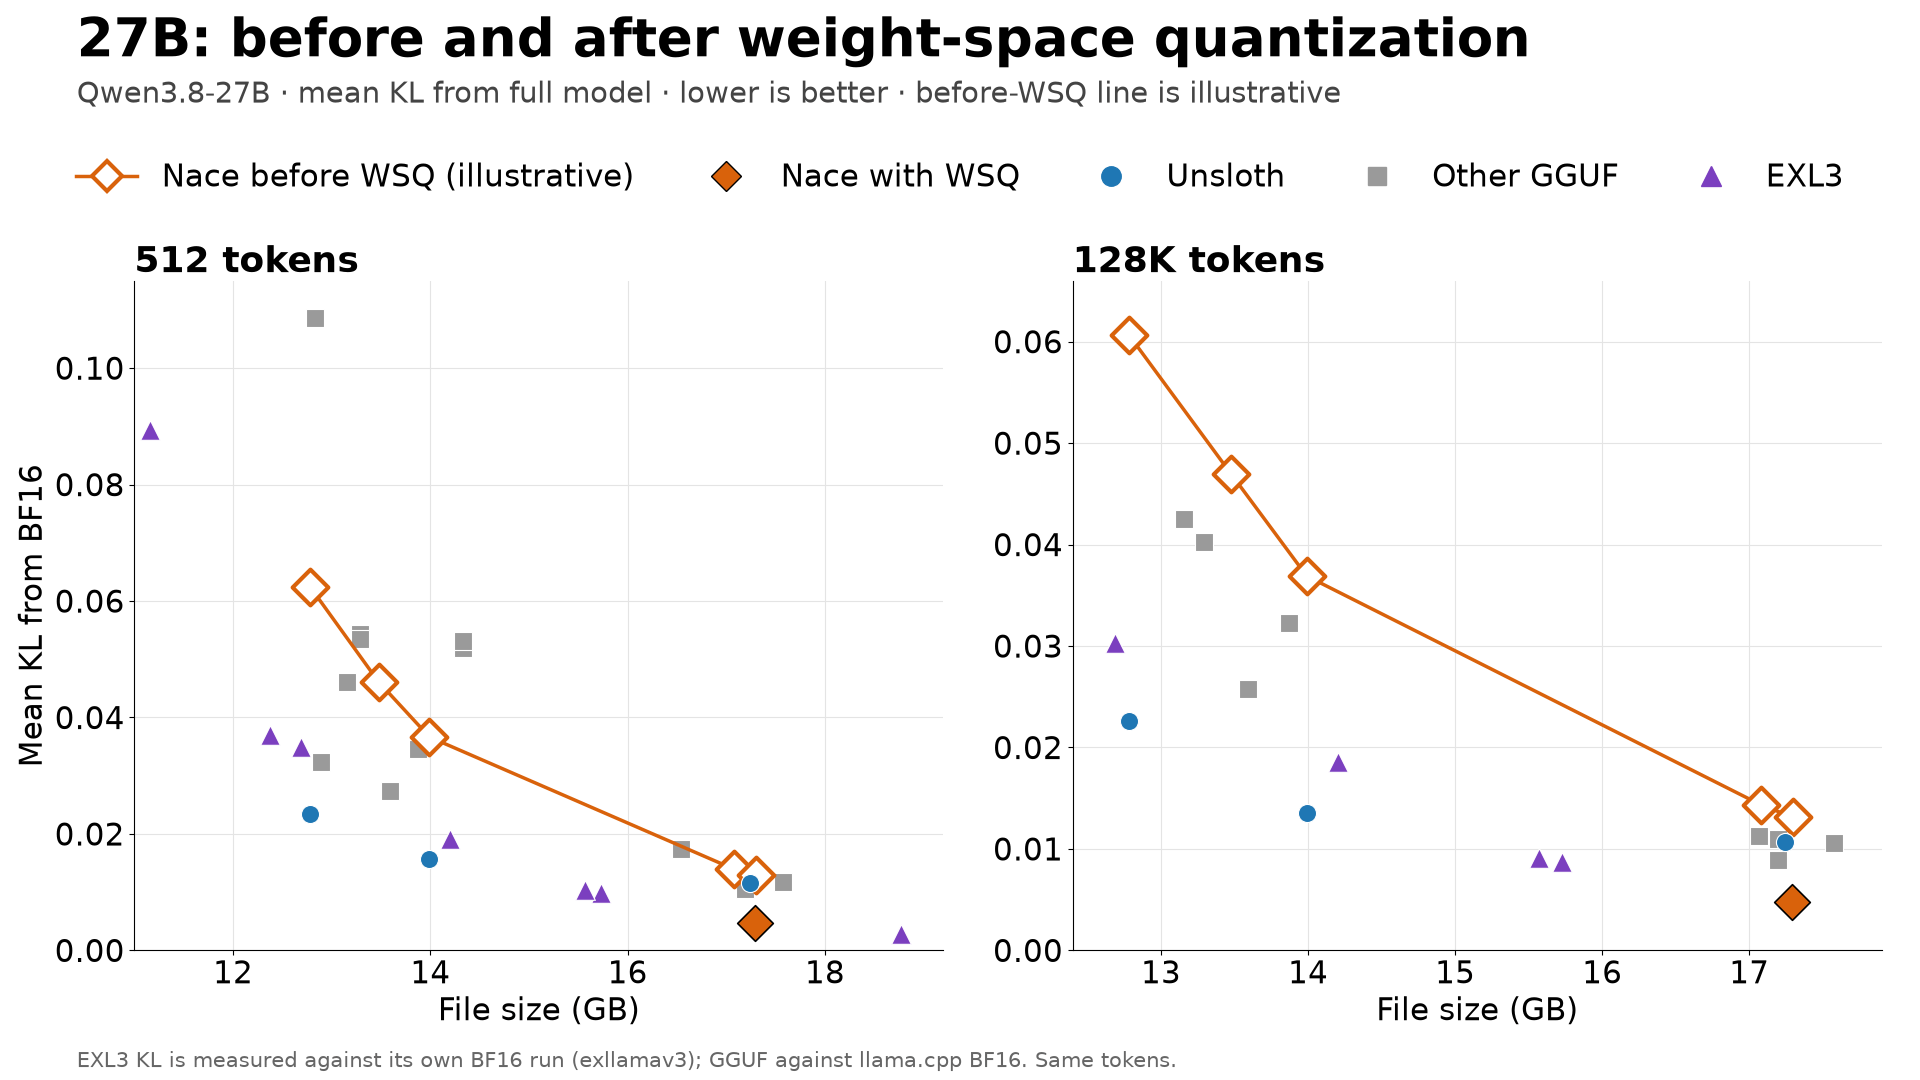 27B: before and after weight-space quantization
Qwen3.8-27B · mean KL from full model · lower is better · before-WSQ line is illustrative
Nace before WSQ (illustrative)
Nace with WSQ
Unsloth
Other GGUF
EXL3
512 tokens
Mean KL from BF16
0.10
0.08
0.06
0.04
0.02
0.00
12
14
16
18
File size (GB)
128K tokens
0.06
0.05
0.04
0.03
0.02
0.01
0.00
13
14
15
16
17
File size (GB)
EXL3 KL is measured against its own BF16 run (exllamav3); GGUF against llama.cpp BF16. Same tokens.